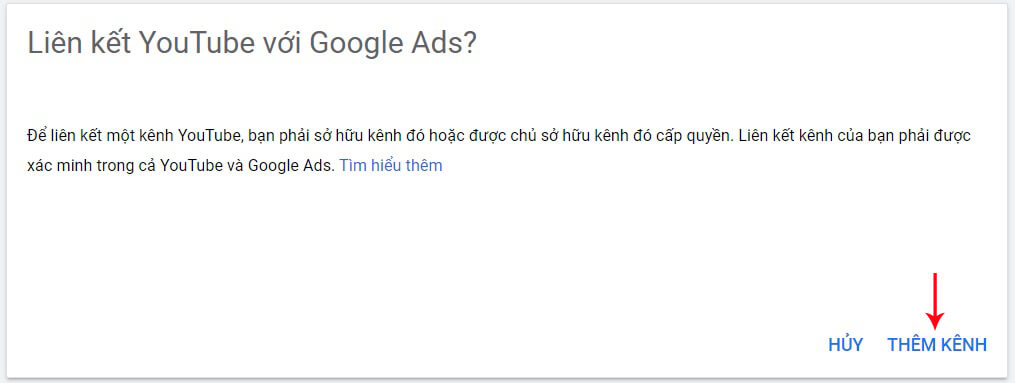 Liên kết YouTube với Google Ads?
Để liên kết một kênh YouTube, bạn phải sở hữu kênh đó hoặc được chủ sở hữu kênh đó cấp quyền. Liên kết kênh của bạn phải được
xác minh trong cả YouTube và Google Ads. Tìm hiểu thêm
HỦY THÊM KÊNH